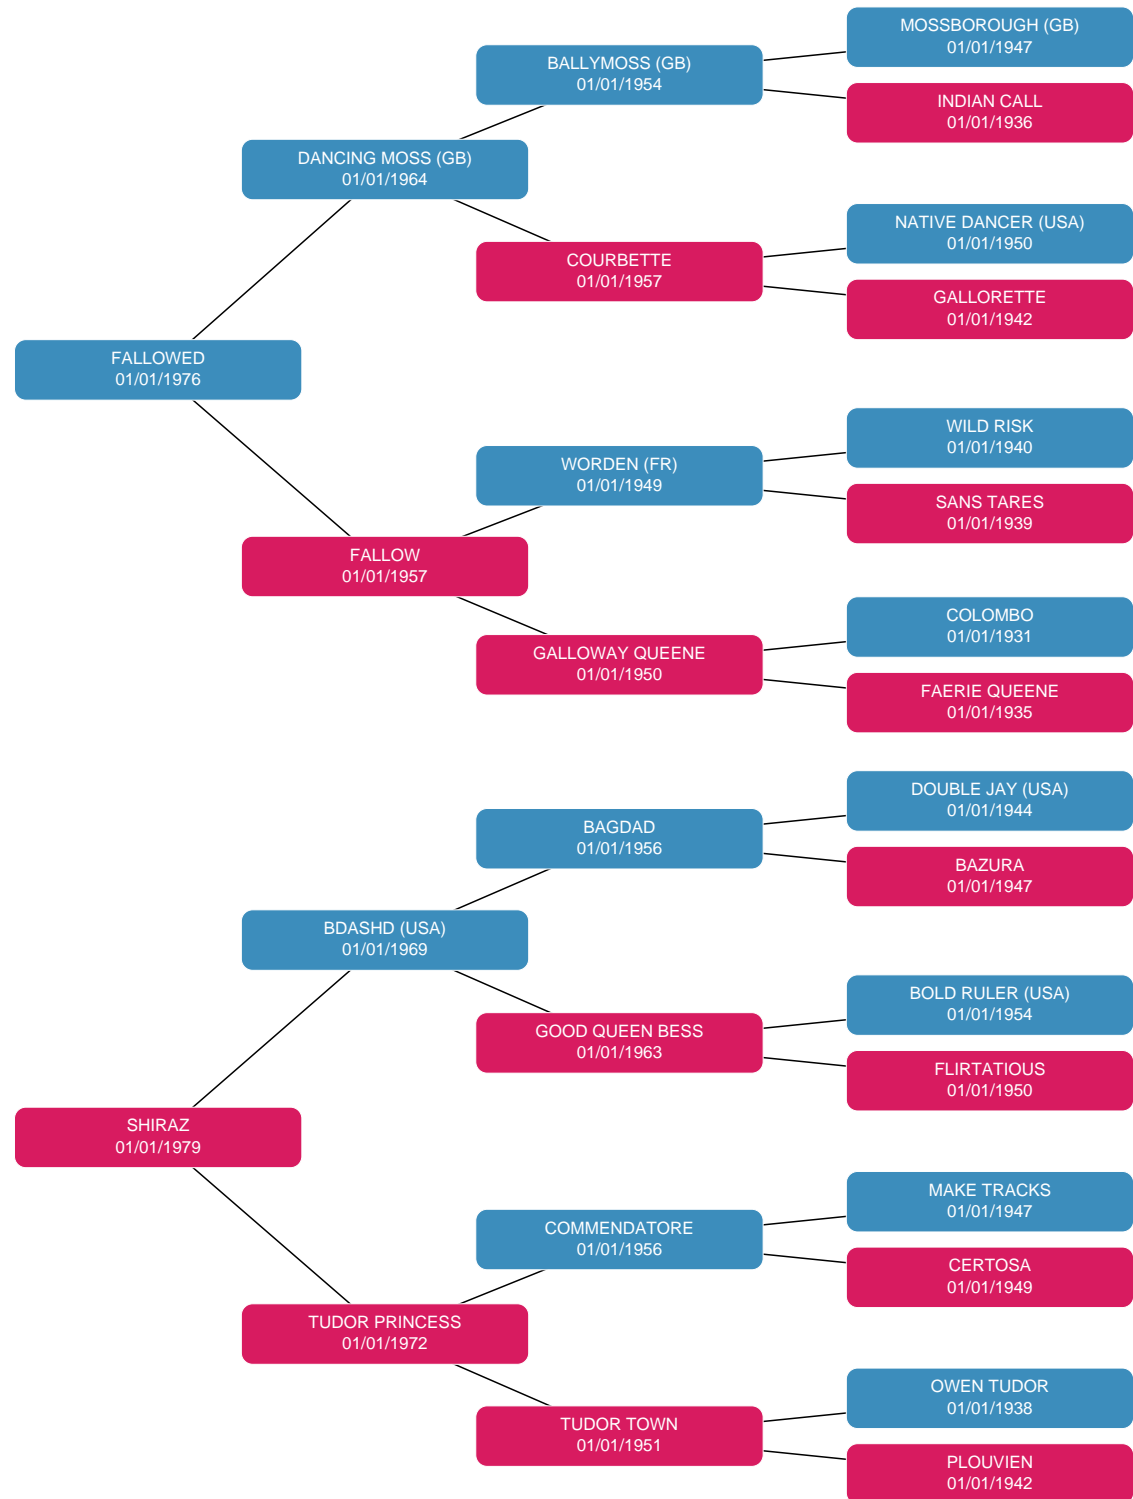 MOSSBOROUGH (GB)
01/01/1947
BALLYMOSS (GB)
01/01/1954
INDIAN CALL
01/01/1936
DANCING MOSS (GB)
01/01/1964
NATIVE DANCER (USA)
01/01/1950
COURBETTE
01/01/1957
GALLORETTE
01/01/1942
FALLOWED
01/01/1976
WILD RISK
01/01/1940
WORDEN (FR)
01/01/1949
SANS TARES
01/01/1939
FALLOW
01/01/1957
COLOMBO
01/01/1931
GALLOWAY QUEENE
01/01/1950
FAERIE QUEENE
01/01/1935
DOUBLE JAY (USA)
01/01/1944
BAGDAD
01/01/1956
BAZURA
01/01/1947
BDASHD (USA)
01/01/1969
BOLD RULER (USA)
01/01/1954
GOOD QUEEN BESS
01/01/1963
FLIRTATIOUS
01/01/1950
SHIRAZ
01/01/1979
MAKE TRACKS
01/01/1947
COMMENDATORE
01/01/1956
CERTOSA
01/01/1949
TUDOR PRINCESS
01/01/1972
OWEN TUDOR
01/01/1938
TUDOR TOWN
01/01/1951
PLOUVIEN
01/01/1942